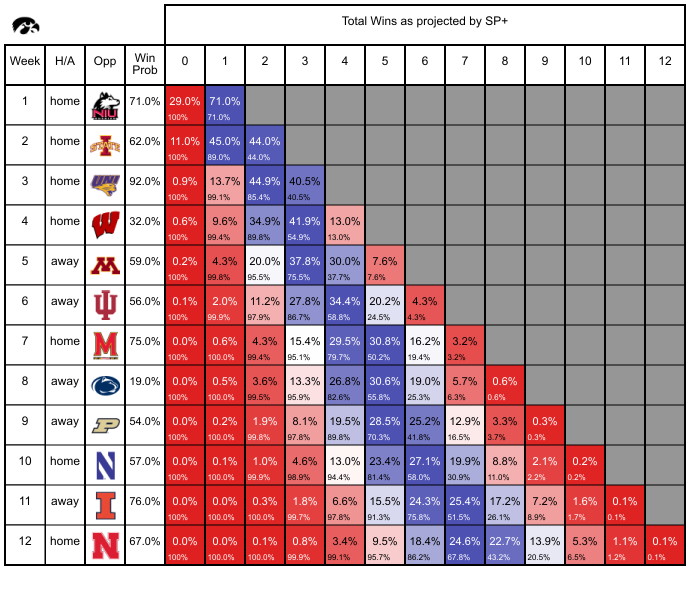 Total Wins as projected by SP+
Week H/A Opp Win Prob 0 1 2 3 4 5 6 7 8 9 10 11 12
1 home NIU 71.0% 29.0% 71.0%
100% 71.0%
2 home STATE 62.0% 11.0% 45.0% 44.0%
100% 89.0% 44.0%
3 home UNI 92.0% 0.9% 13.7% 44.9% 40.5%
100% 99.1% 85.4% 40.5%
4 home W 32.0% 0.6% 9.6% 34.9% 41.9% 13.0%
100% 99.4% 89.8% 54.9% 13.0%
5 away M 59.0% 0.2% 4.3% 20.0% 37.8% 30.0% 7.6%
100% 99.8% 95.5% 75.5% 37.7% 7.6%
6 away 56.0% 0.1% 2.0% 11.2% 27.8% 34.4% 20.2% 4.3%
100% 99.9% 97.9% 86.7% 58.8% 24.5% 4.3%
7 home M 75.0% 0.0% 0.6% 4.3% 15.4% 29.5% 30.8% 16.2% 3.2%
100% 100.0% 99.4% 95.1% 79.7% 50.2% 19.4% 3.2%
8 away 19.0% 0.0% 0.5% 3.6% 13.3% 26.8% 30.6% 19.0% 5.7% 0.6%
100% 100.0% 99.5% 95.9% 82.6% 55.8% 25.3% 6.3% 0.6%
9 away P 54.0% 0.0% 0.2% 1.9% 8.1% 19.5% 28.5% 25.2% 12.9% 3.3% 0.3%
100% 100.0% 99.8% 97.8% 89.8% 70.3% 41.8% 16.5% 3.7% 0.3%
10 home N 57.0% 0.0% 0.1% 1.0% 4.6% 13.0% 23.4% 27.1% 19.9% 8.8% 2.1% 0.2%
100% 100.0% 99.9% 98.9% 94.4% 81.4% 58.0% 30.9% 11.0% 2.2% 0.2%
11 away I 76.0% 0.0% 0.0% 0.3% 1.8% 6.6% 15.5% 24.3% 25.4% 17.2% 7.2% 1.6% 0.1%
100% 100.0% 100.0% 99.7% 97.8% 91.3% 75.8% 51.5% 26.1% 8.9% 1.7% 0.1%
12 home N 67.0% 0.0% 0.0% 0.1% 0.8% 3.4% 9.5% 18.4% 24.6% 22.7% 13.9% 5.3% 1.1% 0.1%
100% 100.0% 100.0% 99.9% 99.1% 95.7% 86.2% 67.8% 43.2% 20.5% 6.5% 1.2% 0.1%